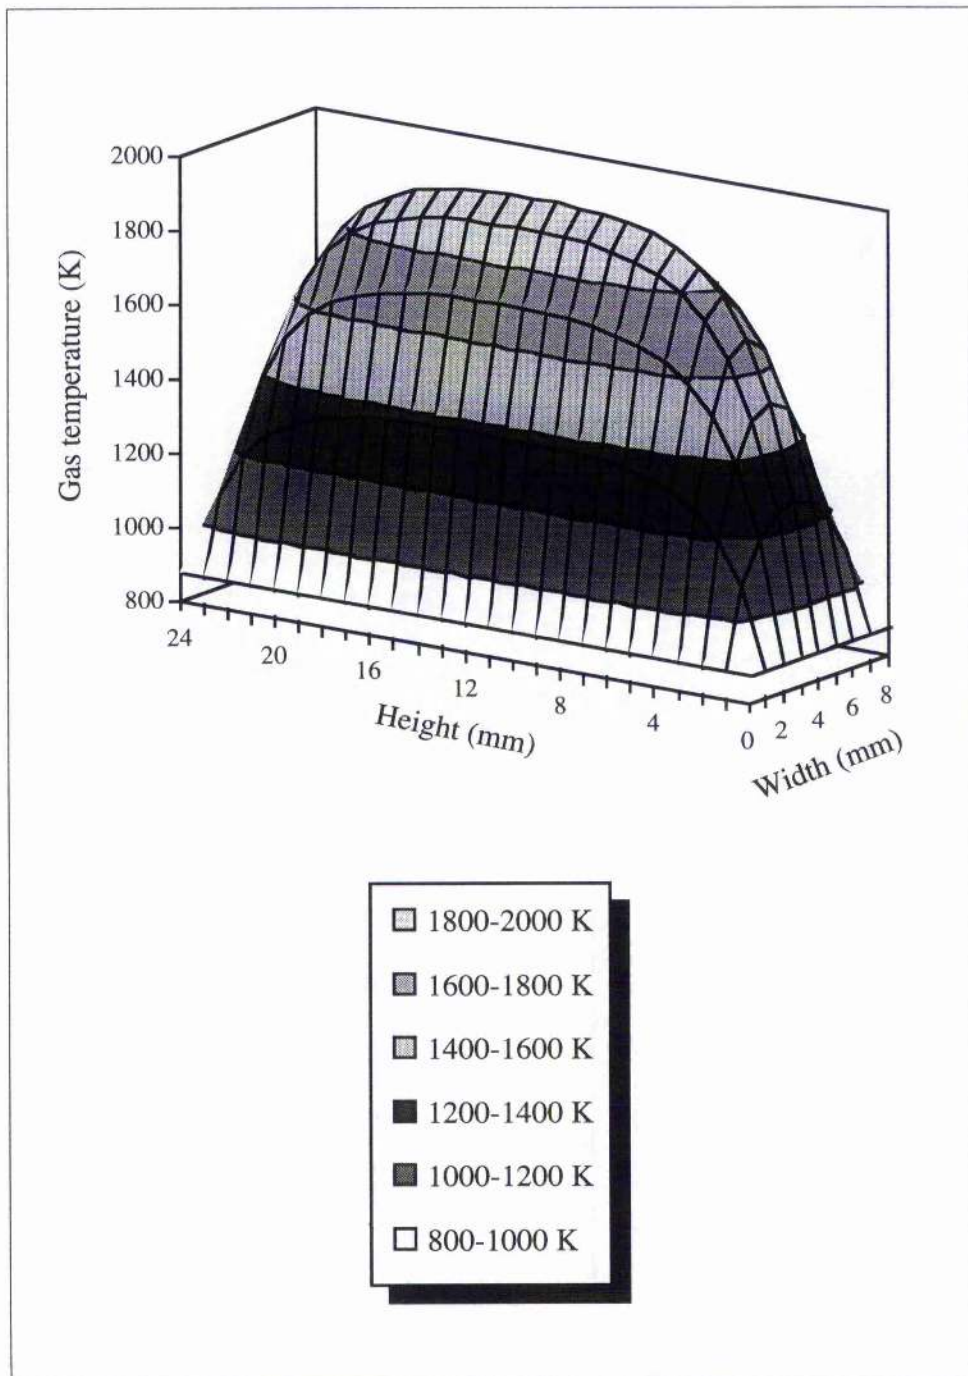 2000
1800
1600
1400
1200
1000
800
Gas temperature (K)
24
20
16
12
8
4
0
2
4
6
8
Height (mm)
Width (mm)
1800-2000 K
1600-1800 K
1400-1600 K
1200-1400 K
1000-1200 K
800-1000 K